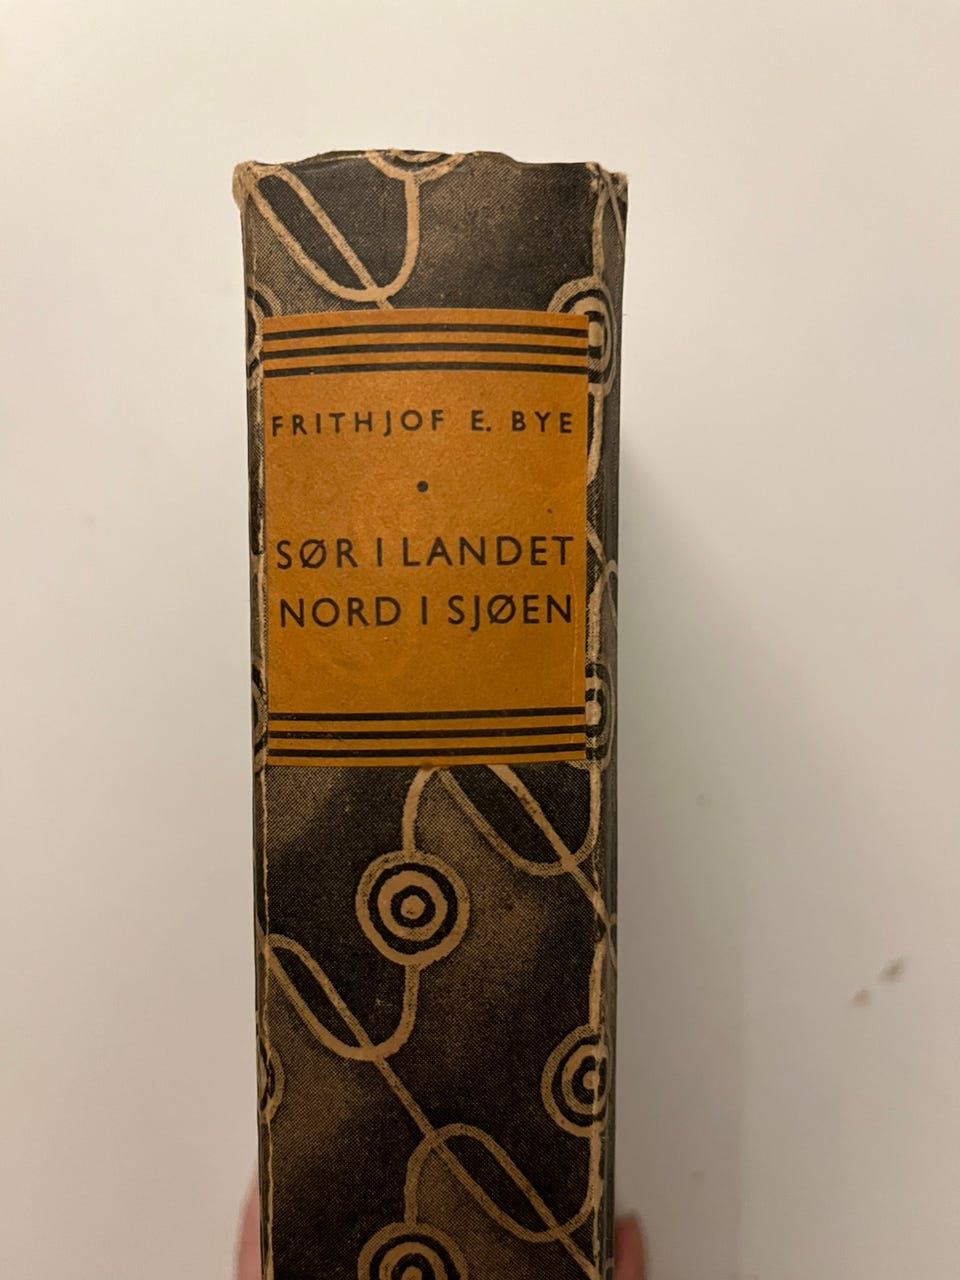 FRITHJOF E. BYE
•
SØR I LANDET
NORD I SJØEN